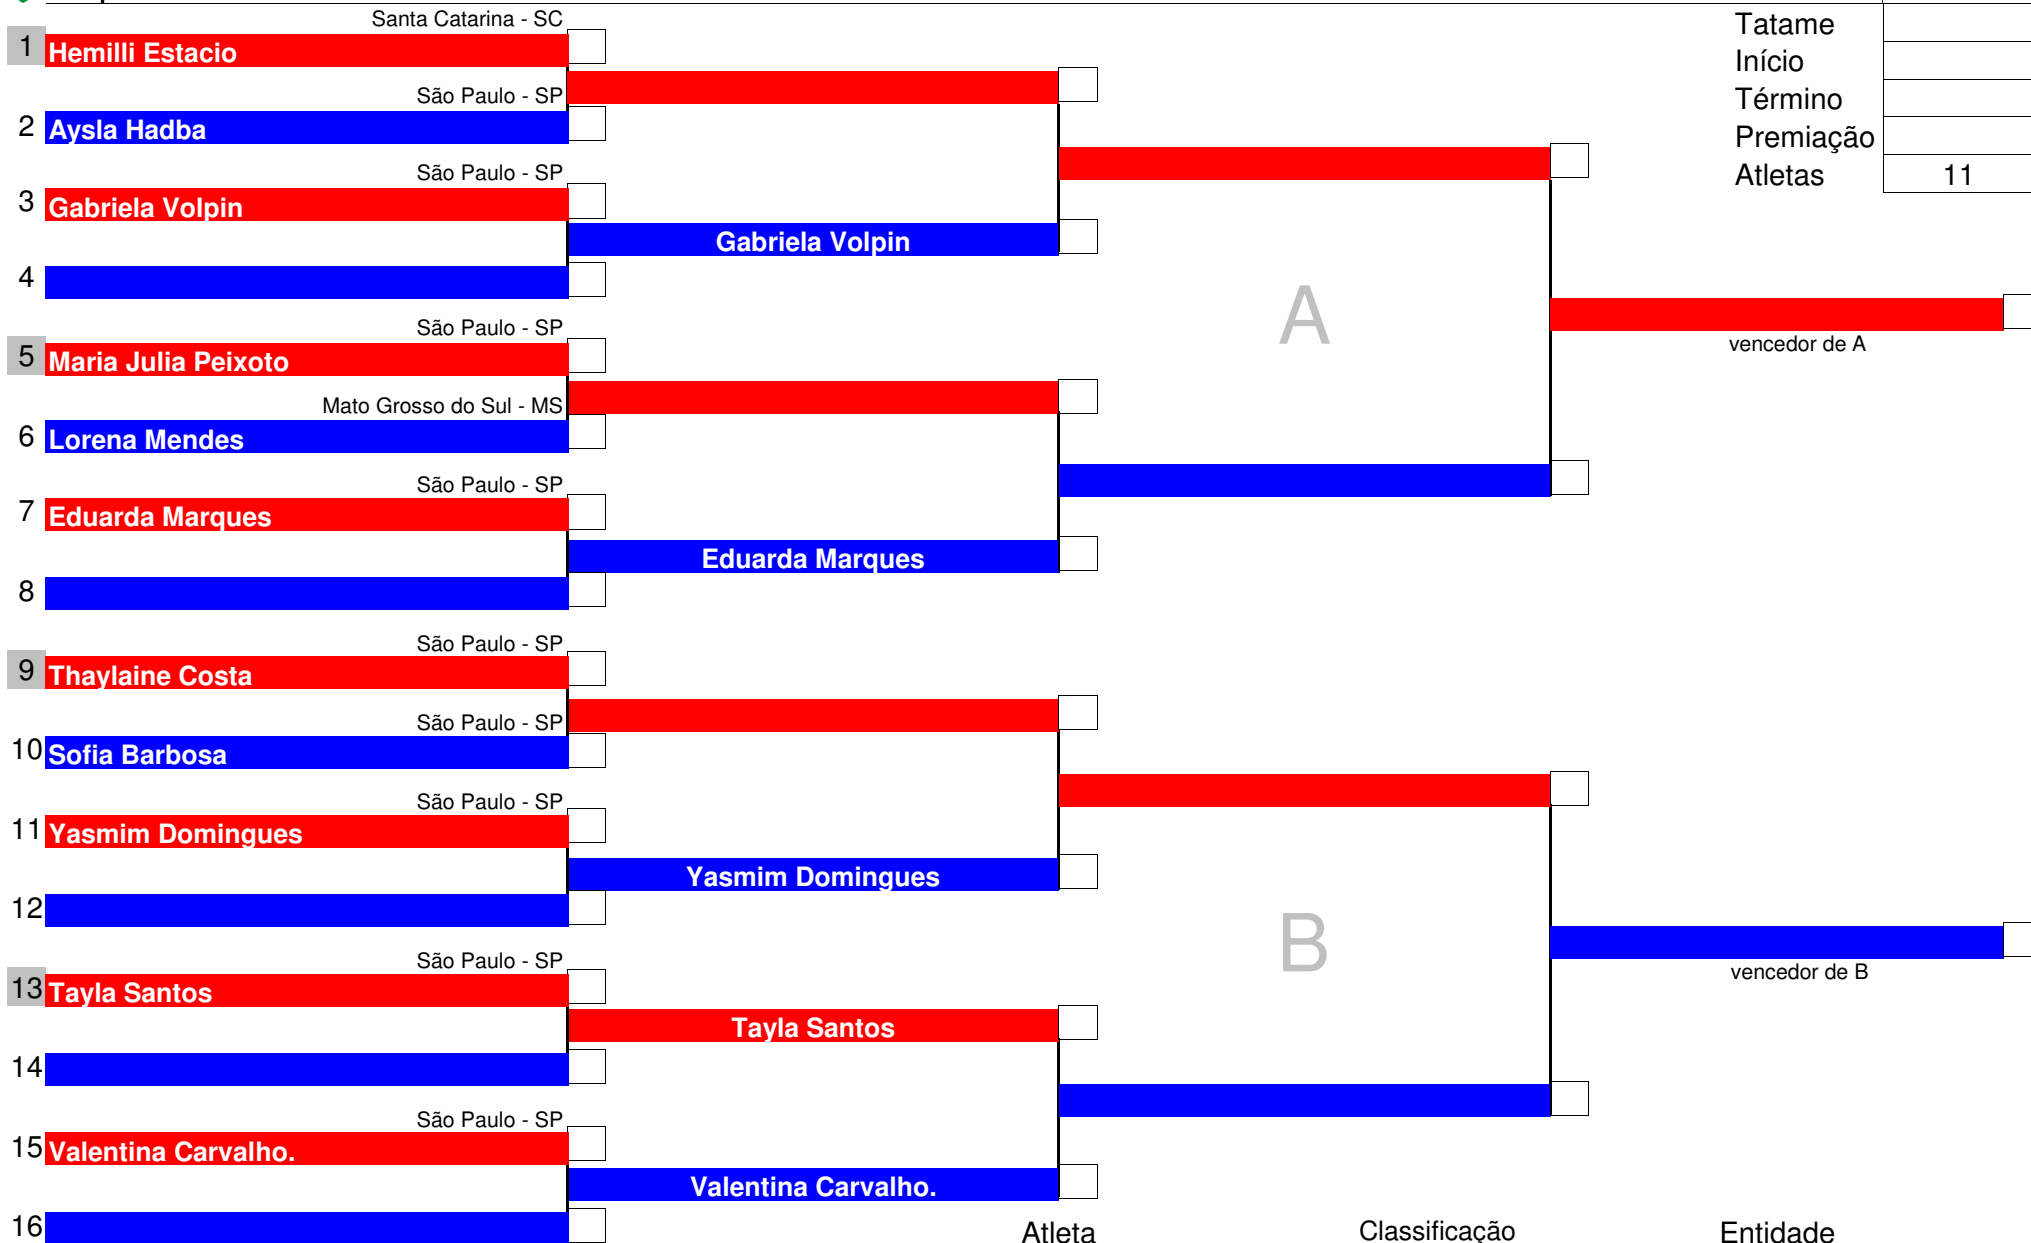 Santa Catarina - SC
1 Hemilli Estacio
São Paulo - SP
2 Aysla Hadba
São Paulo - SP
3 Gabriela Volpin
Gabriela Volpin
4
São Paulo - SP
5 Maria Julia Peixoto
Mato Grosso do Sul - MS
6 Lorena Mendes
São Paulo - SP
7 Eduarda Marques
Eduarda Marques
8
São Paulo - SP
9 Thaylaine Costa
São Paulo - SP
10 Sofia Barbosa
São Paulo - SP
11 Yasmim Domingues
Yasmim Domingues
12
São Paulo - SP
13 Tayla Santos
Tayla Santos
14
São Paulo - SP
15 Valentina Carvalho.
Valentina Carvalho.
16
A
B
vencedor de A
vencedor de B
Tatame
Início
Término
Premiação
Atletas 11
Atleta Classificação Entidade